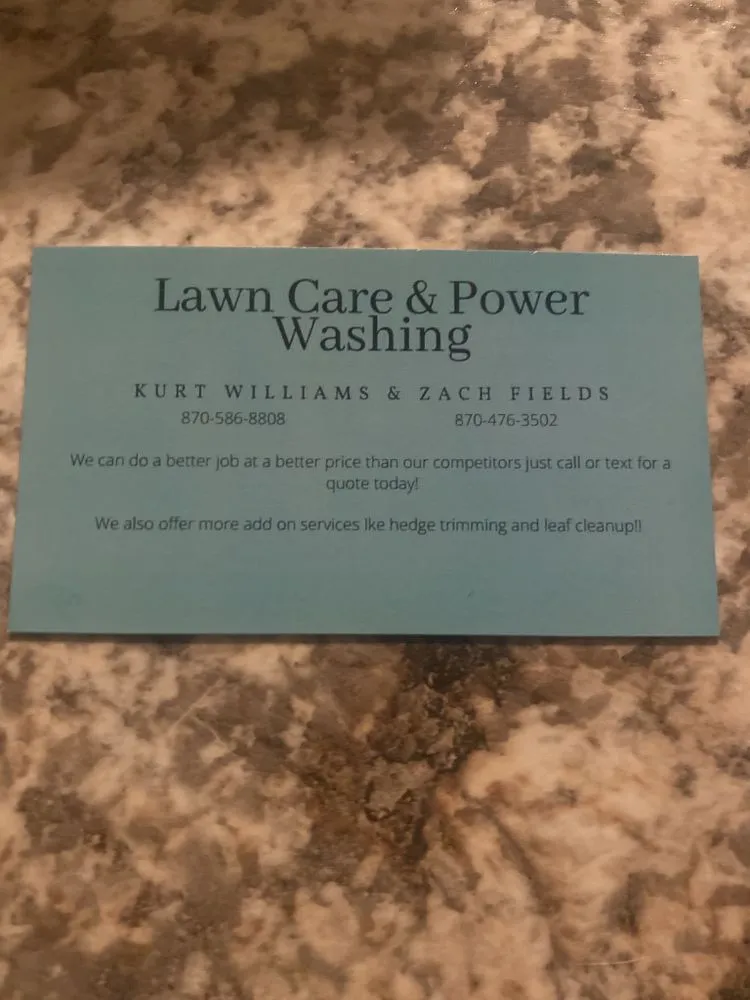 Lawn Care & Power
Washing
KURT WILLIAMS & ZACH FIELDS
870-586-8808 870-476-3502
We can do a better job at a better price than our competitors just call or text for a
quote today!
We also offer more add on services lke hedge trimming and leaf cleanup!!